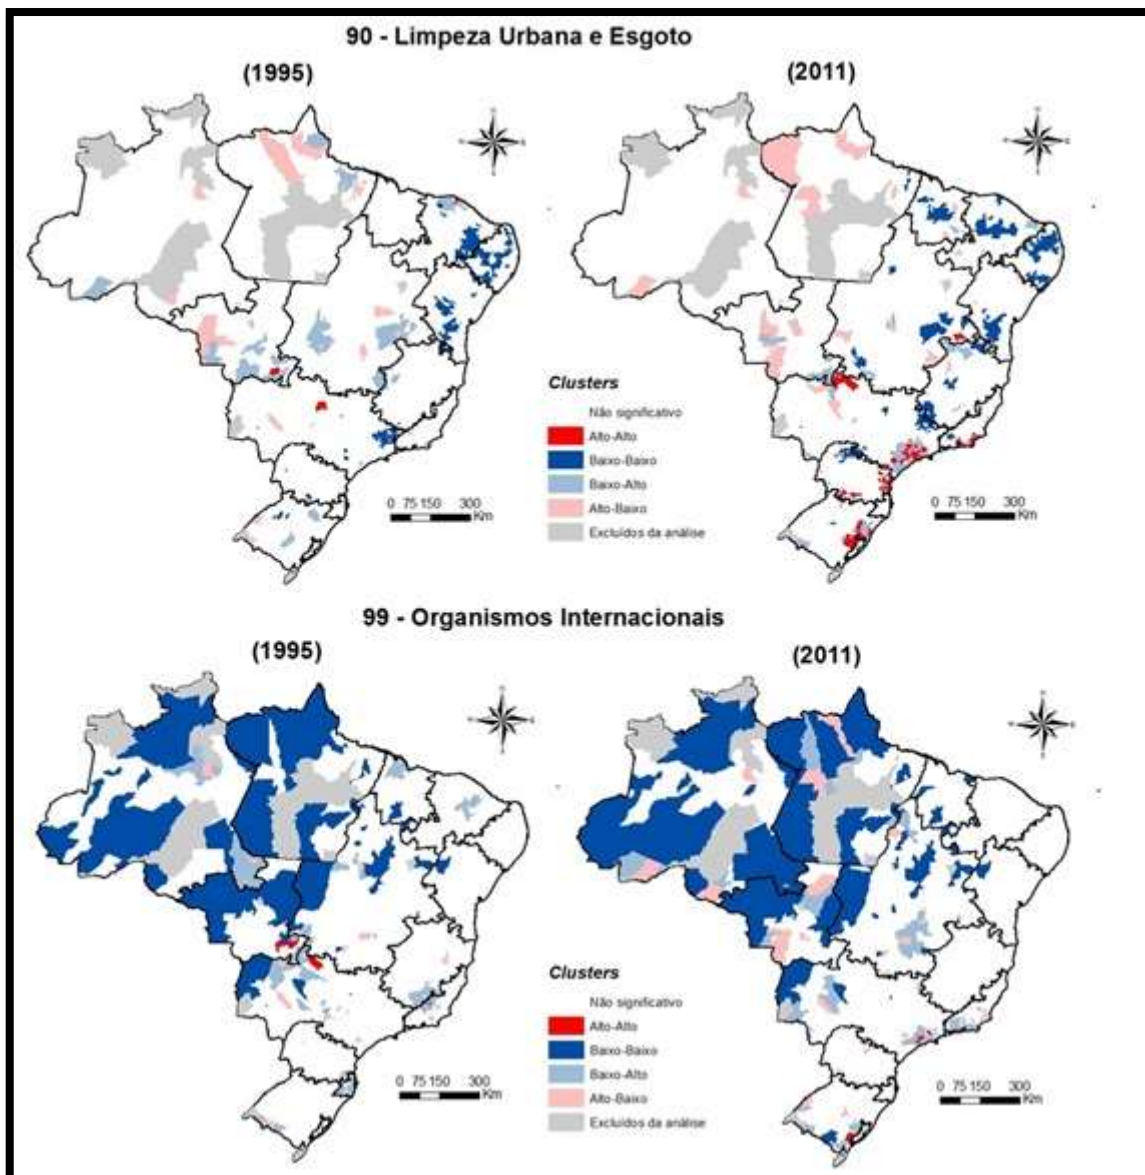 90 - Limpeza Urbana e Esgoto
(1995)
(2011)
Clusters
Não significativo
Alto-Alto
Baixo-Baixo
Baixo-Alto
Alto-Baixo
Excluídos da análise
0 75 150 300
Km
0 75 150 300
Km
99 - Organismos Internacionais
(1995)
(2011)
Clusters
Não significativo
Alto-Alto
Baixo-Baixo
Baixo-Alto
Alto-Baixo
Excluídos da análise
0 75 150 300
Km
0 75 150 300
Km